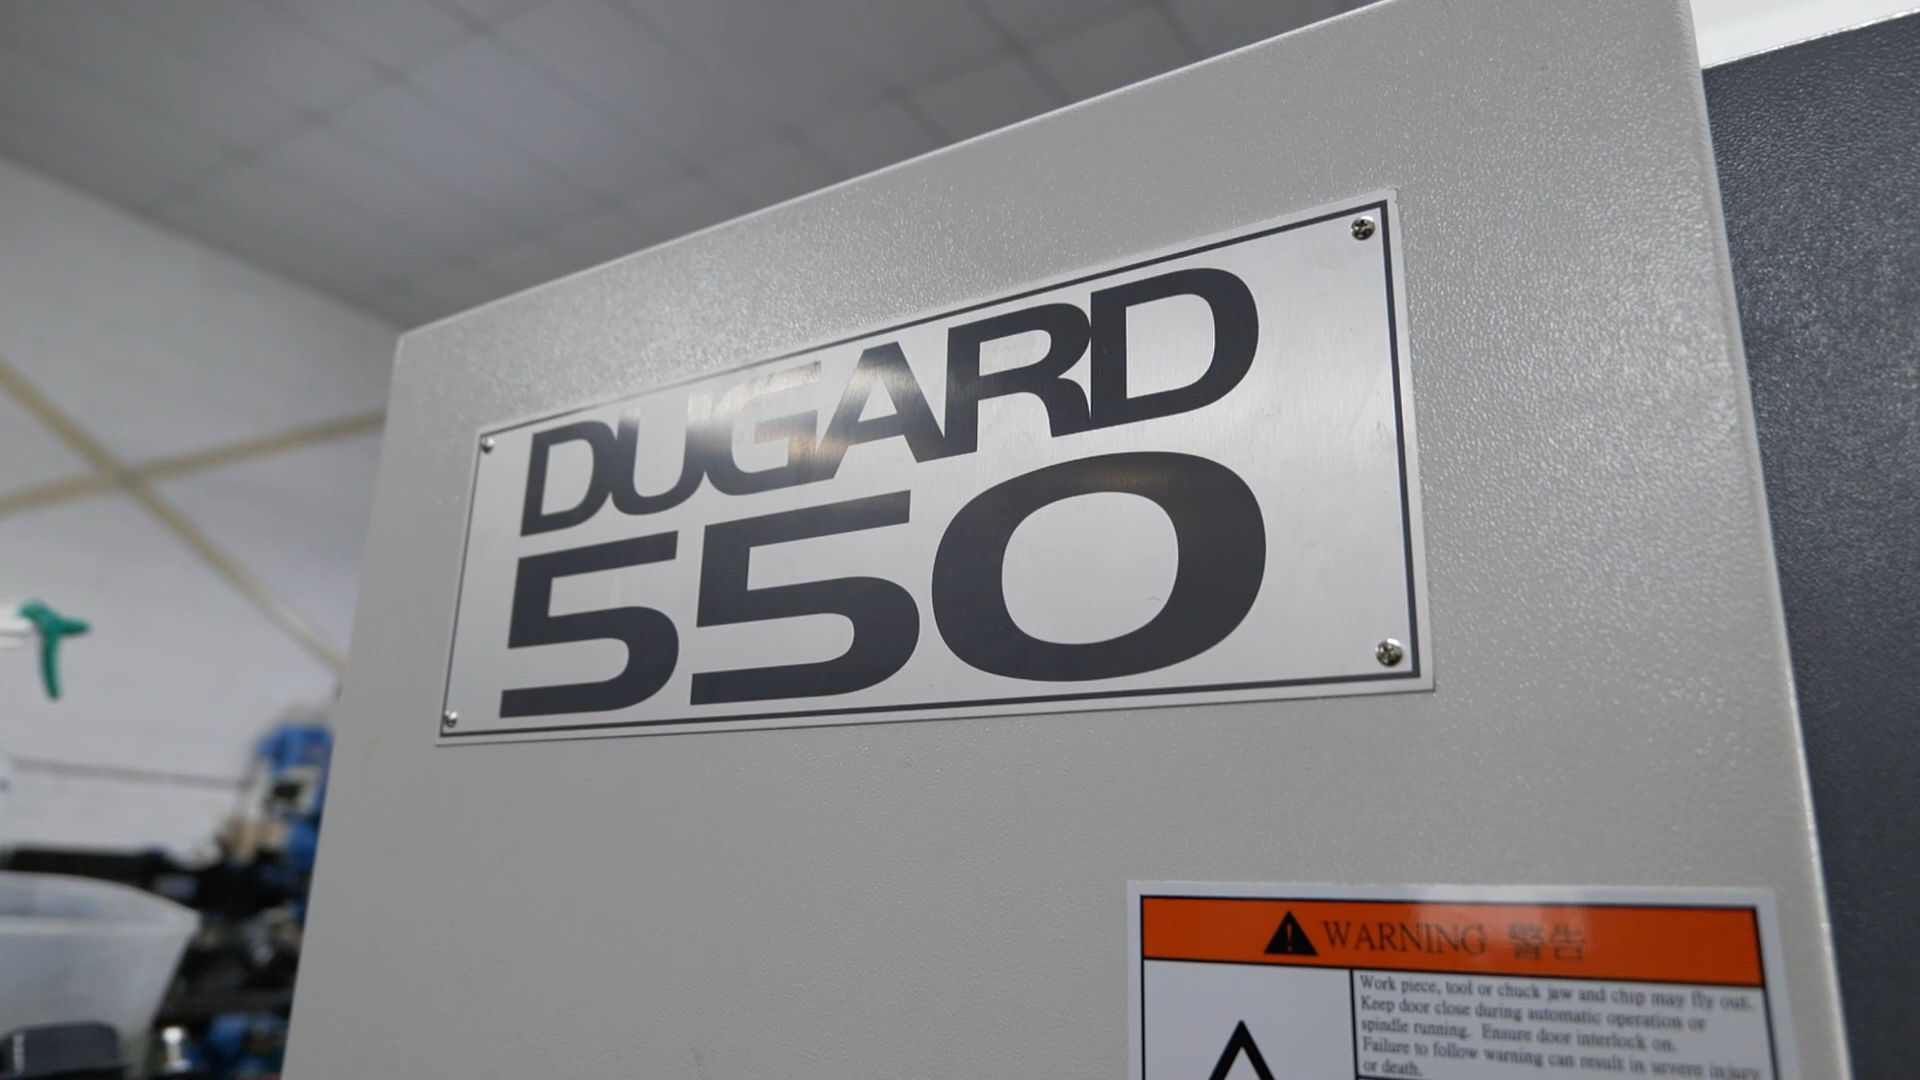 DUGARD
550
WARNING 警告
Work piece, tool or chuck jaw and chip may fly out.
Keep door close during automatic operation or
spindle running. Ensure door interlock on.
Failure to follow warning can result in severe injury
or death.